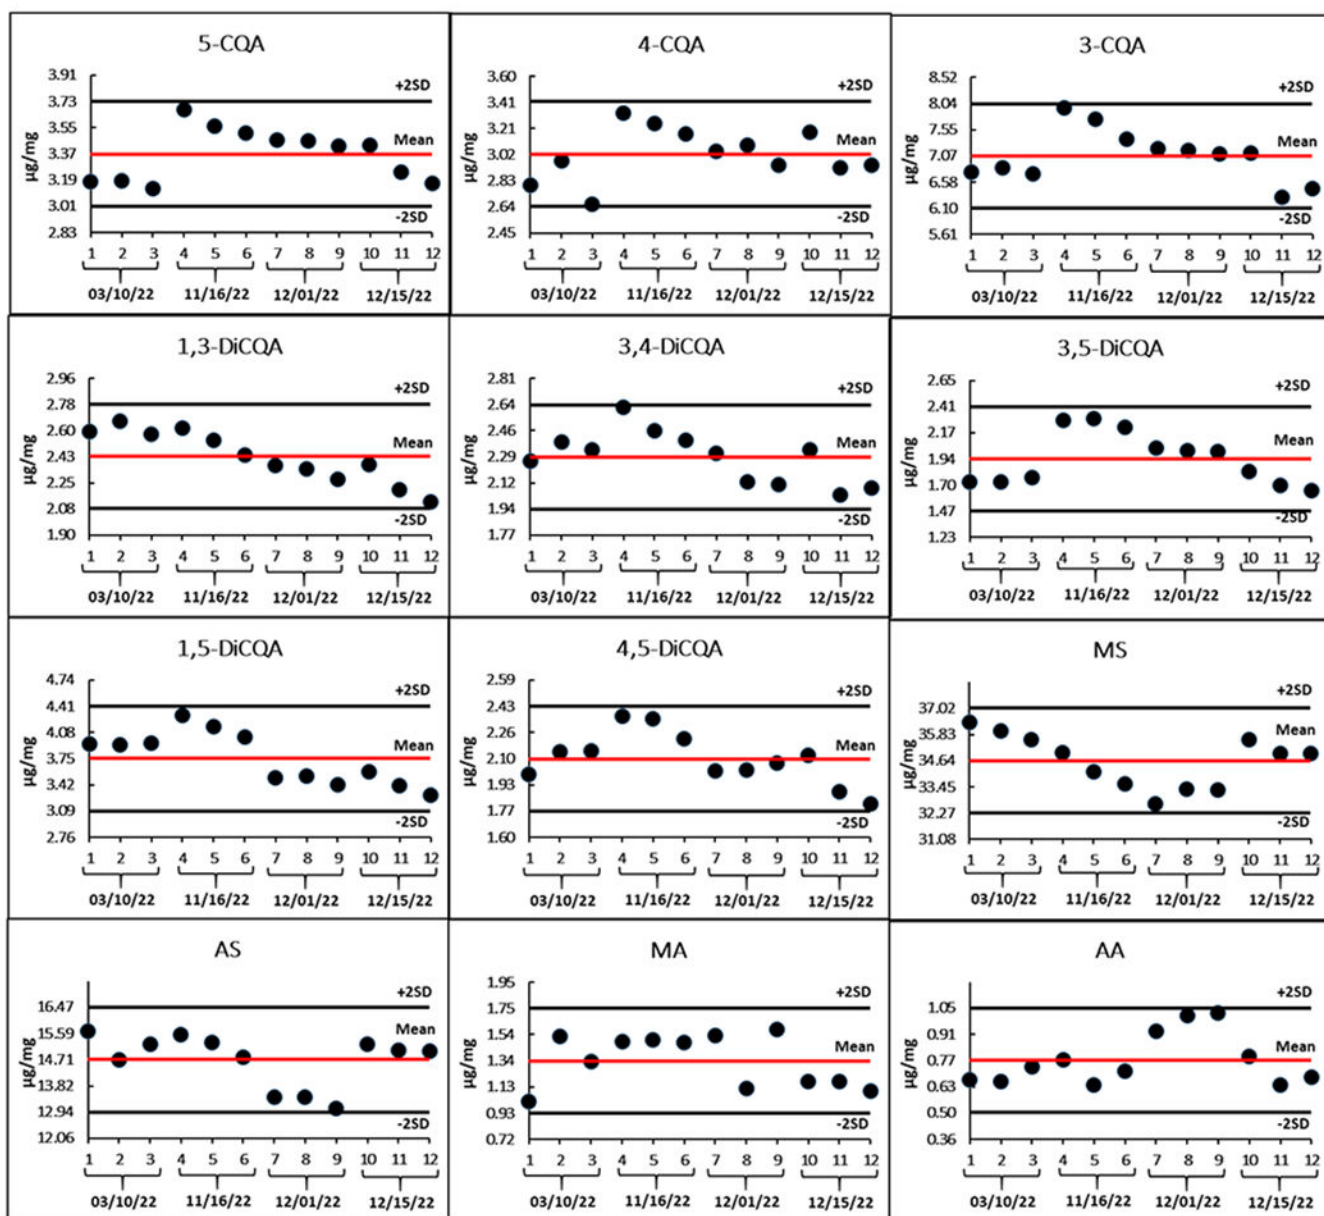 5-CQA
3.91
3.73
3.55
3.37
3.19
3.01
2.83
µg/mg
+2SD
Mean
-2SD
1 2 3 4 5 6 7 8 9 10 11 12
03/10/22 11/16/22 12/01/22 12/15/22
4-CQA
3.60
3.41
3.21
3.02
2.83
2.64
2.45
µg/mg
+2SD
Mean
-2SD
1 2 3 4 5 6 7 8 9 10 11 12
03/10/22 11/16/22 12/01/22 12/15/22
3-CQA
8.52
8.04
7.55
7.07
6.58
6.10
5.61
µg/mg
+2SD
Mean
-2SD
1 2 3 4 5 6 7 8 9 10 11 12
03/10/22 11/16/22 12/01/22 12/15/22
1,3-DiCQA
2.96
2.78
2.60
2.43
2.25
2.08
1.90
µg/mg
+2SD
Mean
-2SD
1 2 3 4 5 6 7 8 9 10 11 12
03/10/22 11/16/22 12/01/22 12/15/22
3,4-DiCQA
2.81
2.64
2.46
2.29
2.12
1.94
1.77
µg/mg
+2SD
Mean
-2SD
1 2 3 4 5 6 7 8 9 10 11 12
03/10/22 11/16/22 12/01/22 12/15/22
3,5-DiCQA
2.65
2.41
2.17
1.94
1.70
1.47
1.23
µg/mg
+2SD
Mean
-2SD
1 2 3 4 5 6 7 8 9 10 11 12
03/10/22 11/16/22 12/01/22 12/15/22
1,5-DiCQA
4.74
4.41
4.08
3.75
3.42
3.09
2.76
µg/mg
+2SD
Mean
-2SD
1 2 3 4 5 6 7 8 9 10 11 12
03/10/22 11/16/22 12/01/22 12/15/22
4,5-DiCQA
2.59
2.43
2.26
2.10
1.93
1.77
1.60
µg/mg
+2SD
Mean
-2SD
1 2 3 4 5 6 7 8 9 10 11 12
03/10/22 11/16/22 12/01/22 12/15/22
MS
37.02
35.83
34.64
33.45
32.27
31.08
µg/mg
+2SD
Mean
-2SD
1 2 3 4 5 6 7 8 9 10 11 12
03/10/22 11/16/22 12/01/22 12/15/22
AS
16.47
15.59
14.71
13.82
12.94
12.06
µg/mg
+2SD
Mean
-2SD
1 2 3 4 5 6 7 8 9 10 11 12
03/10/22 11/16/22 12/01/22 12/15/22
MA
1.95
1.75
1.54
1.34
1.13
0.93
0.72
µg/mg
+2SD
Mean
-2SD
1 2 3 4 5 6 7 8 9 10 11 12
03/10/22 11/16/22 12/01/22 12/15/22
AA
1.05
0.91
0.77
0.63
0.50
0.36
µg/mg
+2SD
Mean
-2SD
1 2 3 4 5 6 7 8 9 10 11 12
03/10/22 11/16/22 12/01/22 12/15/22